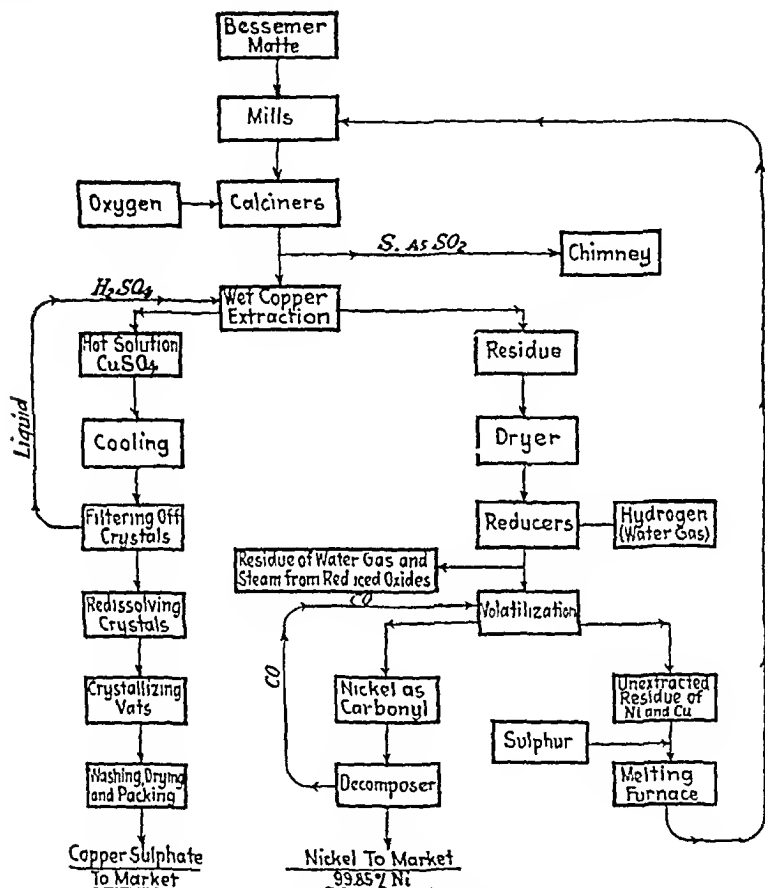 Bessemer
Matte
Mills
Oxygen
Calciners
S. As SO2
Chimney
H2SO4
Wet Copper
Extraction
Hot Solution
CuSO4
Residue
Liquid
Cooling
Dryer
Filtering Off
Crystals
Reducers
Hydrogen
(Water Gas)
Residue of Water Gas and
Steam from Reduced Oxides
CO
Redissolving
Crystals
Volatilization
CO
Crystallizing
Vats
Nickel as
Carbonyl
Unextracted
Residue of
Ni and Cu
Sulphur
Washing, Drying
and Packing
Decomposer
Melting
Furnace
Copper Sulphate
To Market
Nickel To Market
99.85% Ni